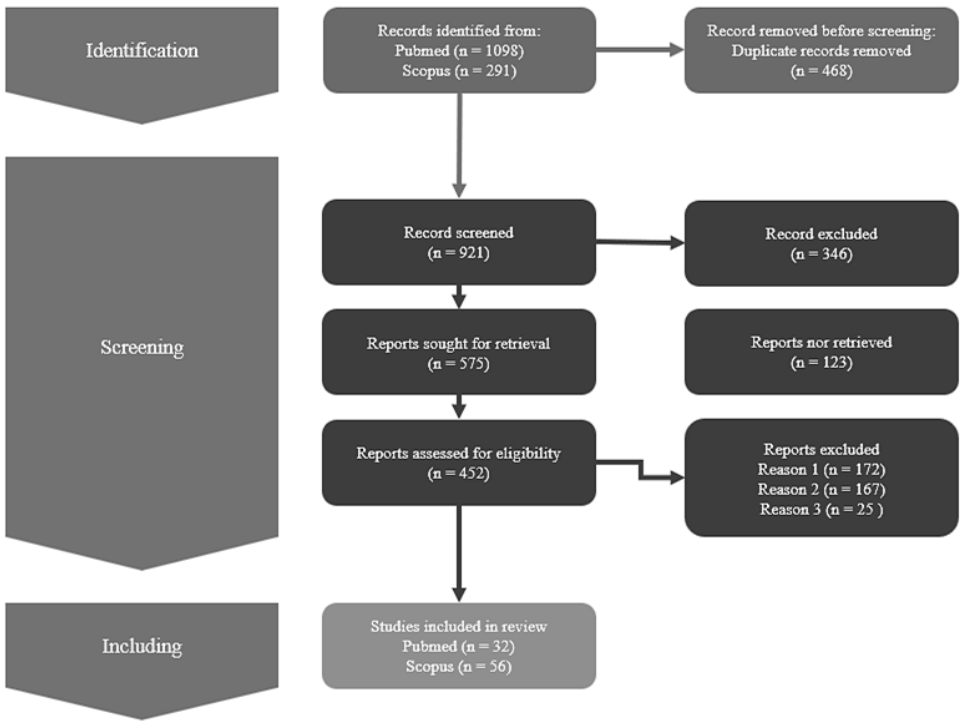 Identification
Records identified from:
Pubmed (n = 1098)
Scopus (n = 291)
Record removed before screening:
Duplicate records removed
(n = 468)
Screening
Record screened
(n = 921)
Record excluded
(n = 346)
Reports sought for retrieval
(n = 575)
Reports nor retrieved
(n = 123)
Reports assessed for eligibility
(n = 452)
Reports excluded
Reason 1 (n = 172)
Reason 2 (n = 167)
Reason 3 (n = 25 )
Including
Studies included in review
Pubmed (n = 32)
Scopus (n = 56)